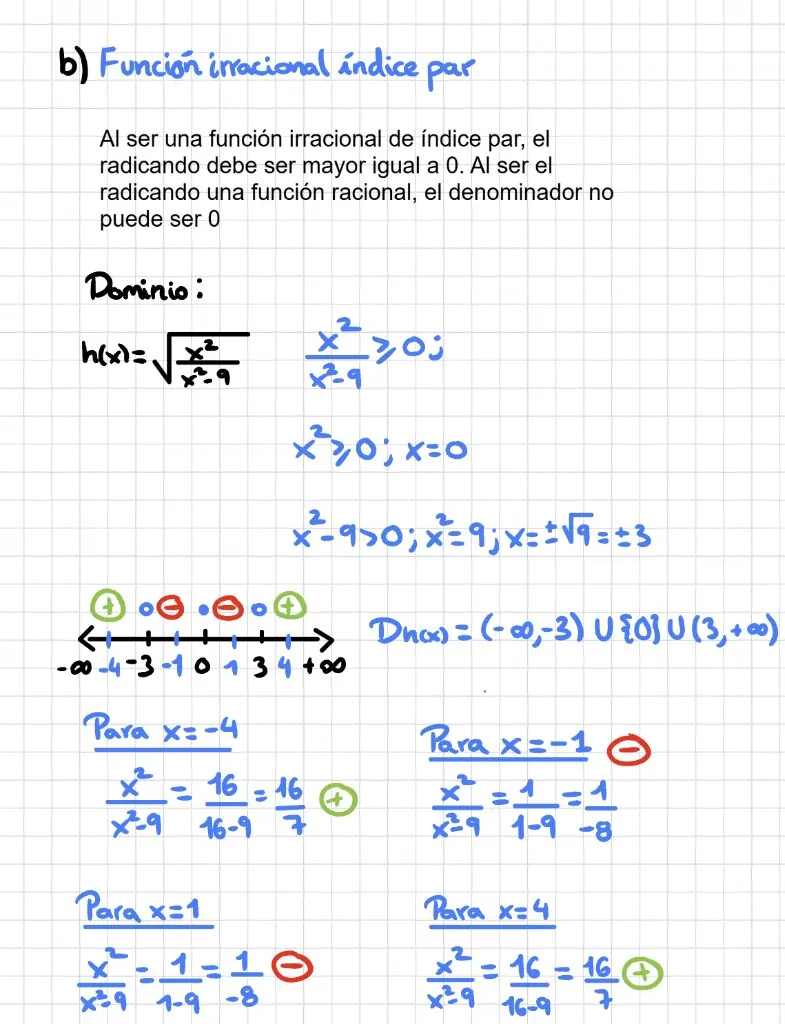 b) Función irracional índice par
Al ser una función irracional de índice par, el
radicando debe ser mayor igual a 0. Al ser el
radicando una función racional, el denominador no
puede ser 0
Dominio:
h(x)=√(x²/(x²-9))   x²/(x²-9) ≥ 0;
x² ≥ 0; x=0
x²-9>0; x²=9; x=±√9=±3
+ o - • - o +
-∞ -4 -3 -1 0 1 3 4 +∞   Dh(x) = (-∞,-3) U {0} U (3,+∞)
Para x=-4   Para x=-1 -
x²/(x²-9) = 16/(16-9) = 16/7 +   x²/(x²-9) = 1/(1-9) = 1/-8
Para x=1   Para x=4
x²/(x²-9) = 1/(1-9) = 1/-8 -   x²/(x²-9) = 16/(16-9) = 16/7 +